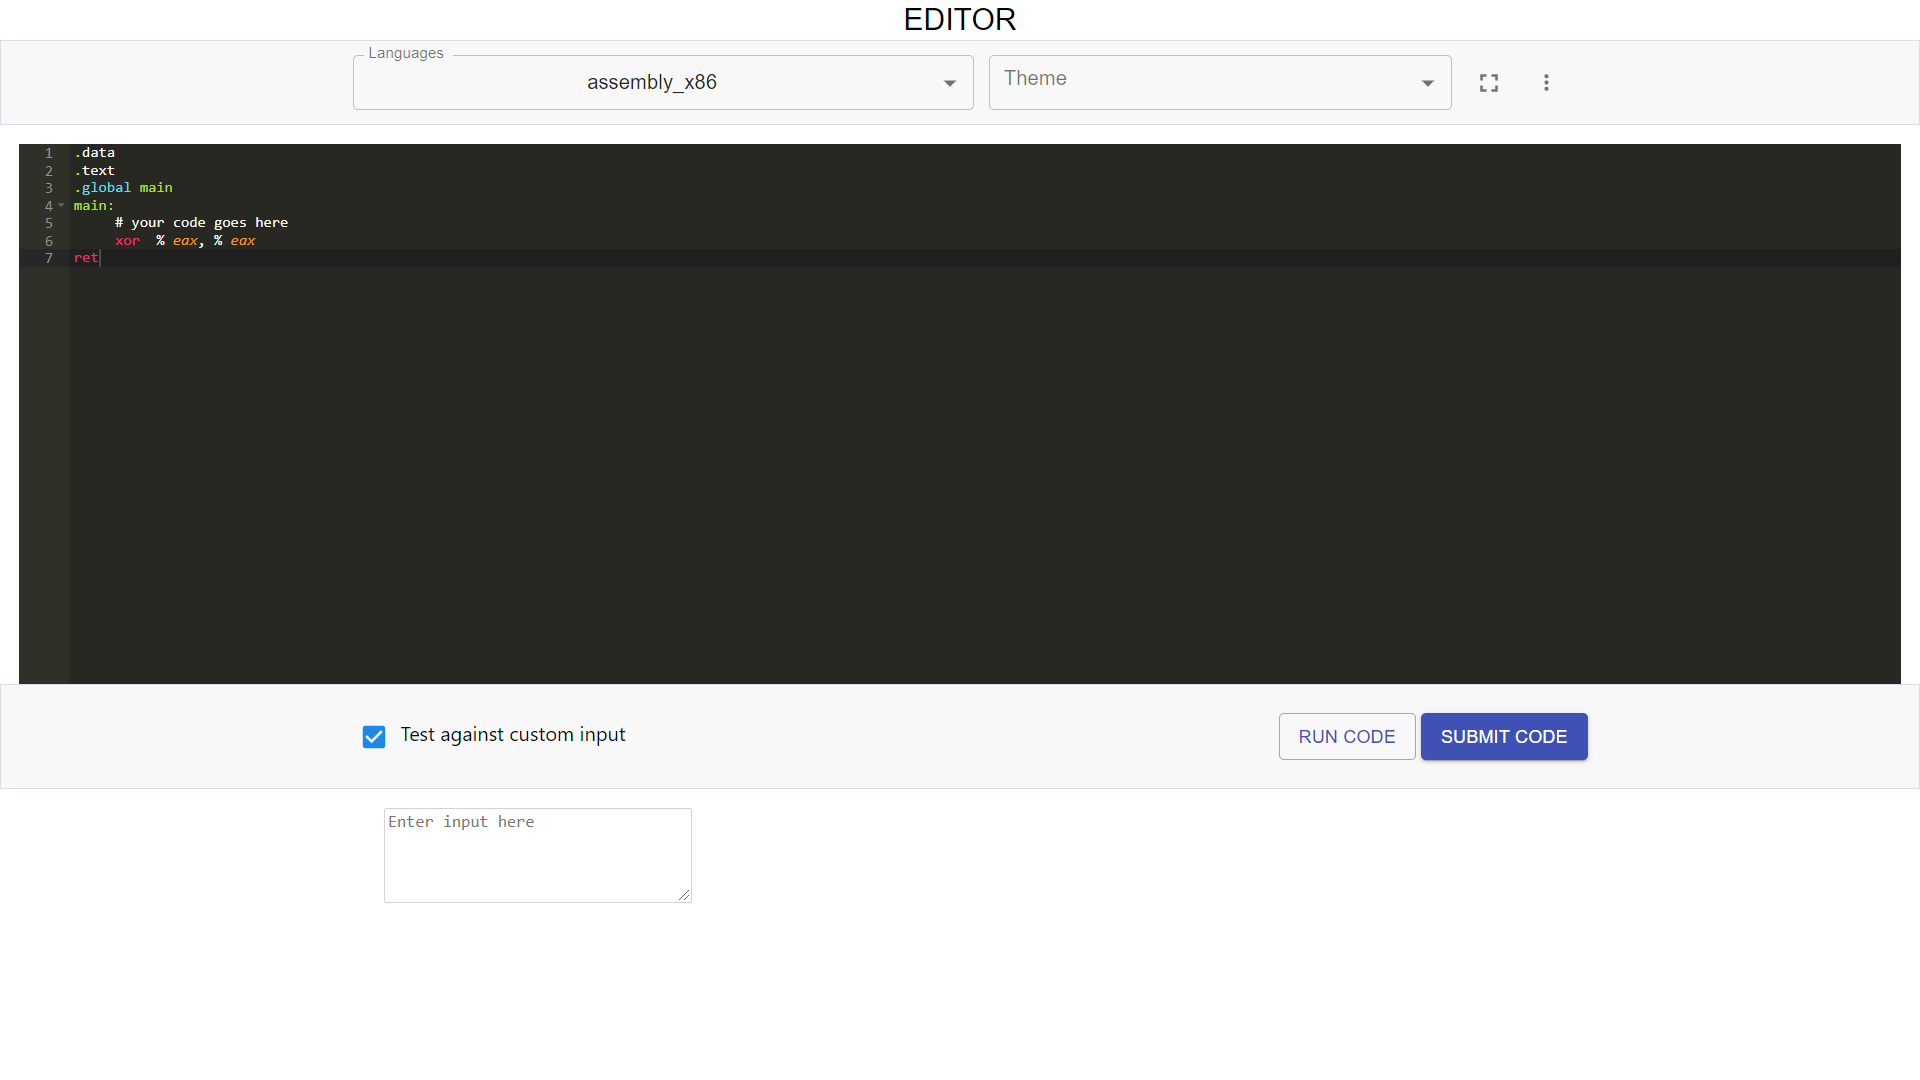 EDITOR
Languages
assembly_x86
Theme
1 .data
2 .text
3 .global main
4 main:
5 # your code goes here
6 xor % eax, % eax
7 ret
Test against custom input
RUN CODE
SUBMIT CODE
Enter input here